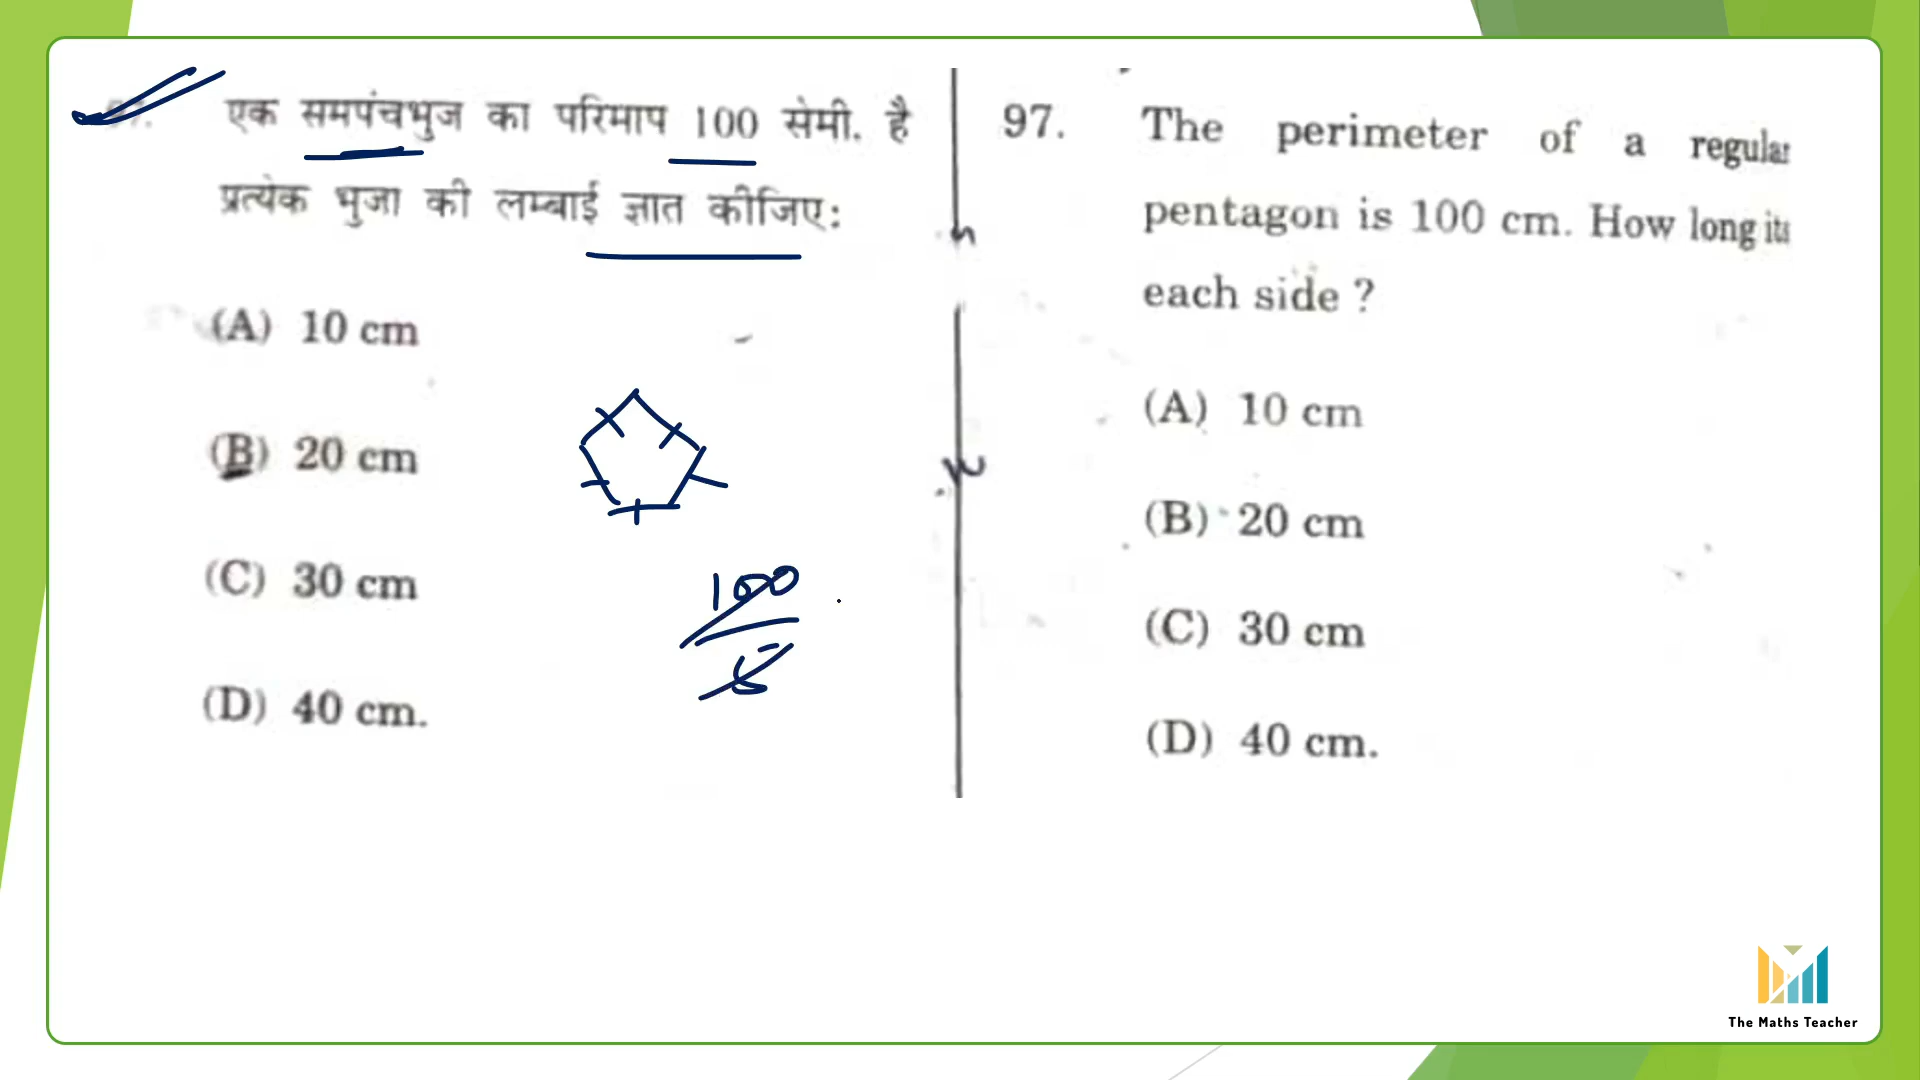 97.
एक समपंचभुज का परिमाप 100 सेमी. है
प्रत्येक भुजा की लम्बाई ज्ञात कीजिए:
(A) 10 cm
(B) 20 cm
(C) 30 cm
(D) 40 cm.
100
5
97. The perimeter of a regular
pentagon is 100 cm. How long its
each side ?
(A) 10 cm
(B) 20 cm
(C) 30 cm
(D) 40 cm.
The Maths Teacher